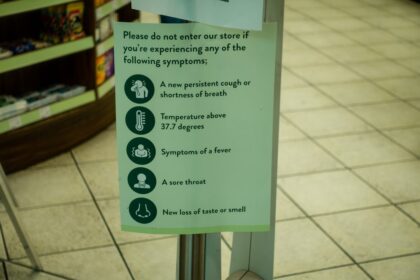 Please do not enter our store if
you're experiencing any of the
following symptoms;
A new persistent cough or
shortness of breath
Temperature above
37.7 degrees
Symptoms of a fever
A sore throat
New loss of taste or smell